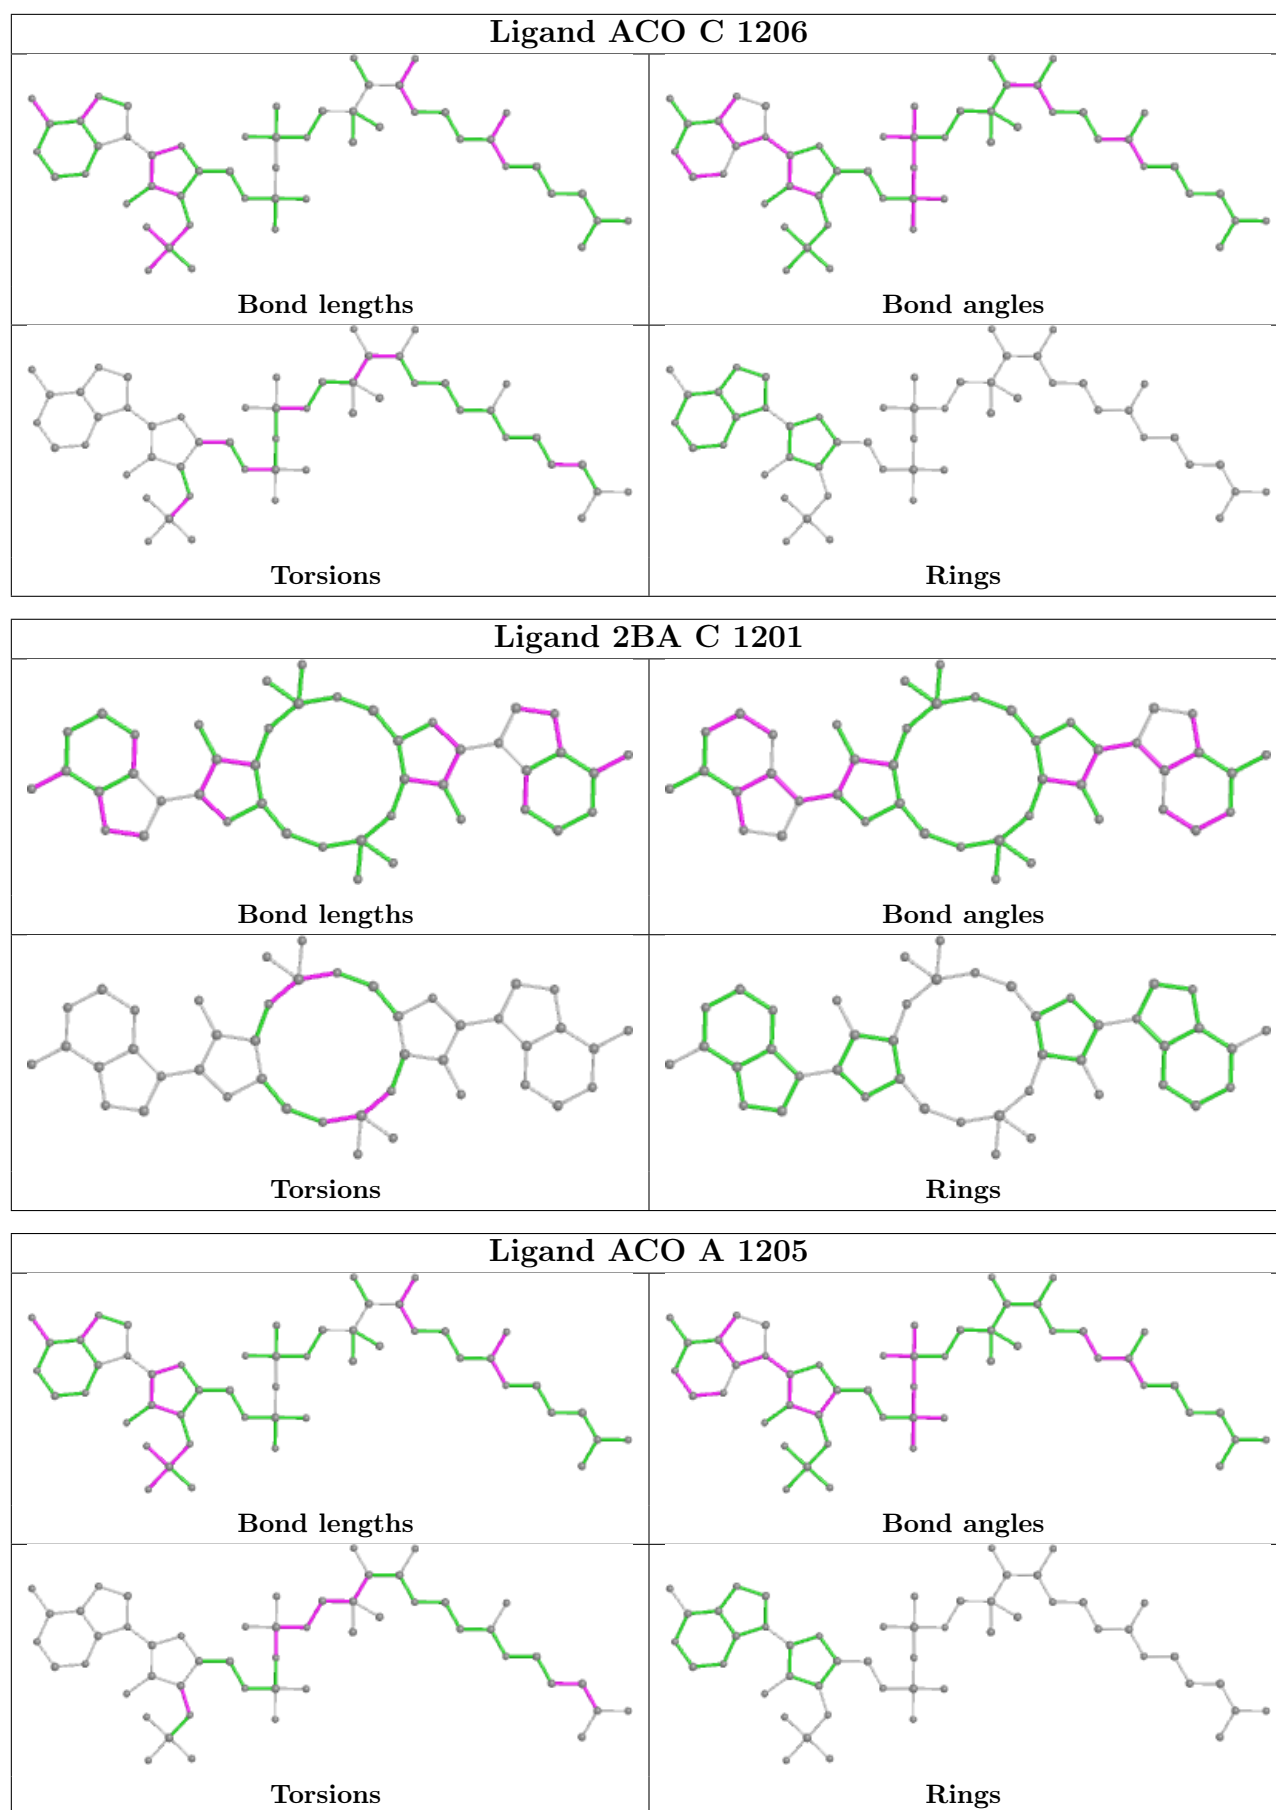 Ligand ACO C 1206
Bond lengths
Bond angles
Torsions
Rings
Ligand 2BA C 1201
Bond lengths
Bond angles
Torsions
Rings
Ligand ACO A 1205
Bond lengths
Bond angles
Torsions
Rings